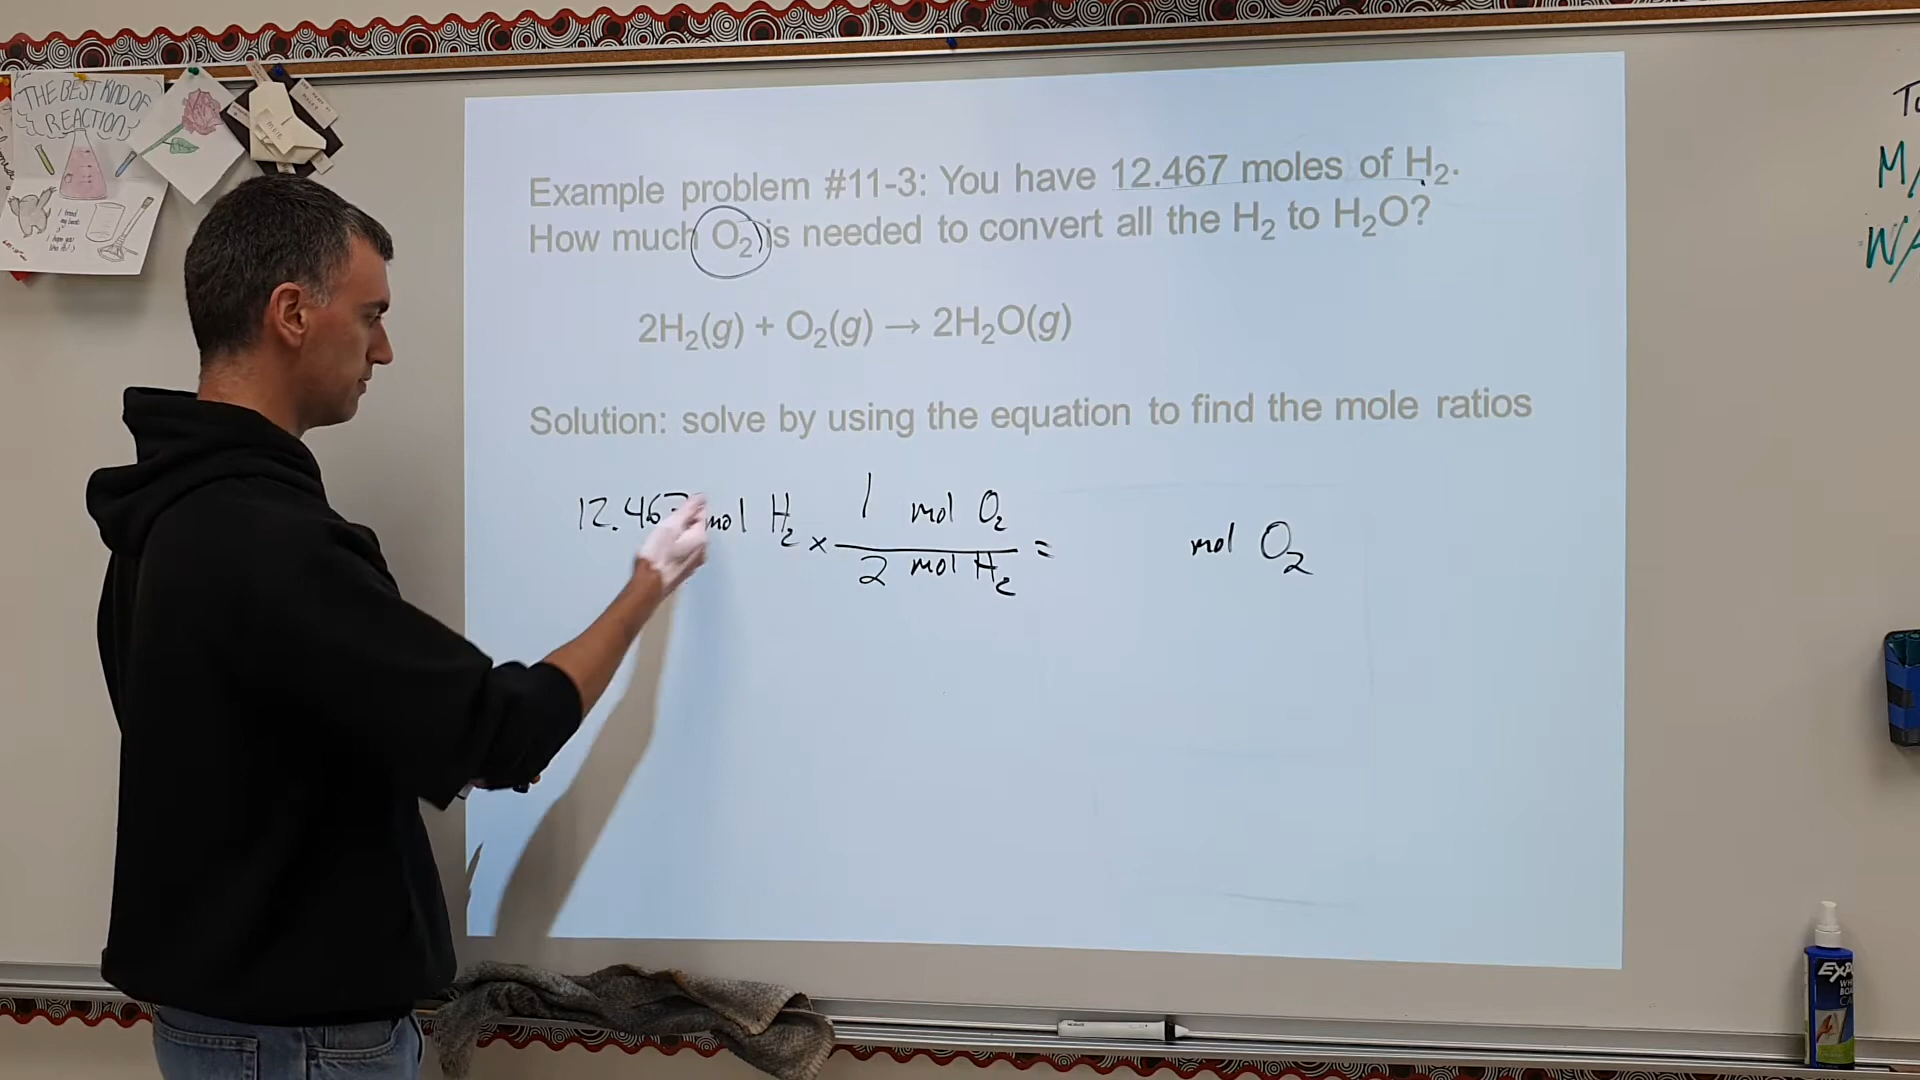 THE BEST KIND OF
REACTION
Example problem #11-3: You have 12.467 moles of H₂.
How much O₂ is needed to convert all the H₂ to H₂O?
2H₂(g) + O₂(g) → 2H₂O(g)
Solution: solve by using the equation to find the mole ratios
12.467 mol H₂ × 1 mol O₂ / 2 mol H₂ = mol O₂
M/
W/
EXP